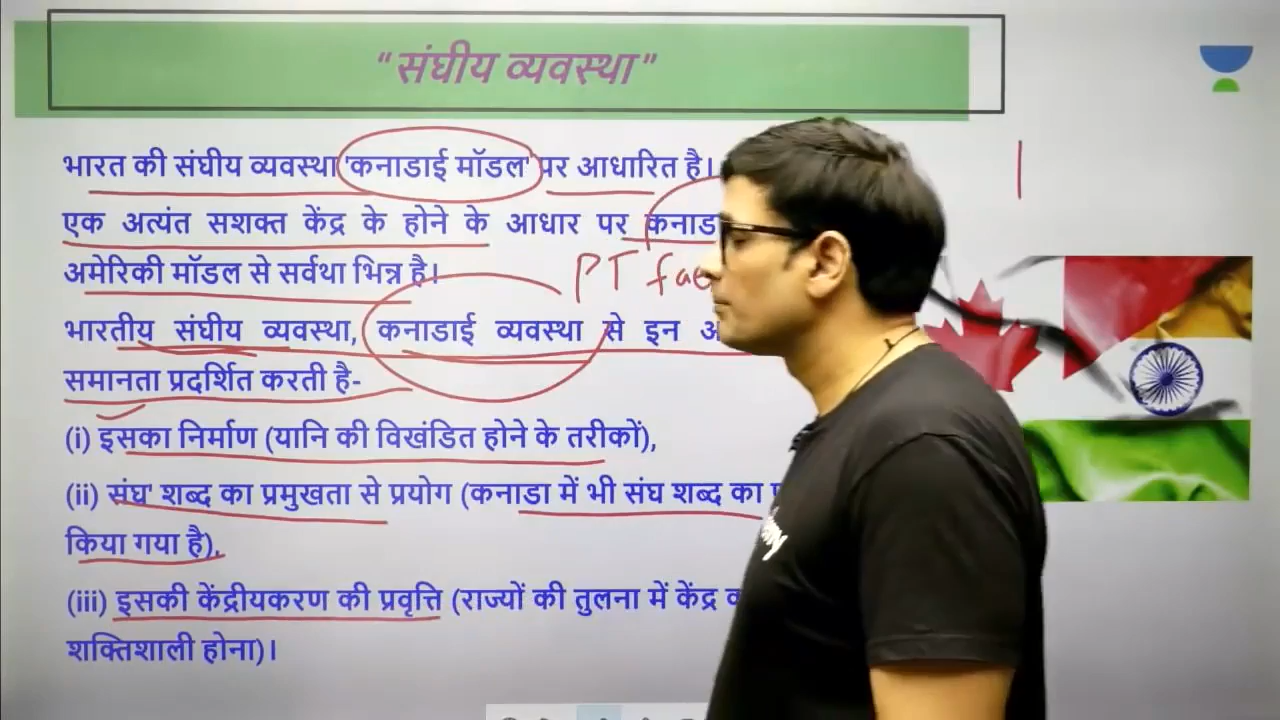 “संघीय व्यवस्था”
भारत की संघीय व्यवस्था 'कनाडाई मॉडल' पर आधारित है।
एक अत्यंत सशक्त केंद्र के होने के आधार पर
अमेरिकी मॉडल से सर्वथा भिन्न है।
PT
भारतीय संघीय व्यवस्था, कनाडाई व्यवस्था से इन
समानता प्रदर्शित करती है-
(i) इसका निर्माण (यानि की विखंडित होने के तरीकों),
(ii) संघ' शब्द का प्रमुखता से प्रयोग (कनाडा में भी संघ शब्द का
किया गया है),
(iii) इसकी केंद्रीयकरण की प्रवृत्ति (राज्यों की तुलना में केंद्र
शक्तिशाली होना)।